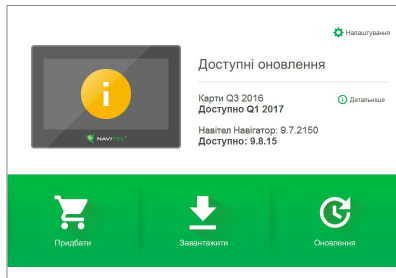 Налаштування
Доступні оновлення
Карти Q3 2016
Доступно Q1 2017
Детальніше
Навітел Навігатор: 9.7.2150
Доступно: 9.8.15
NAVITEL
Придбати
Завантажити
Оновлення